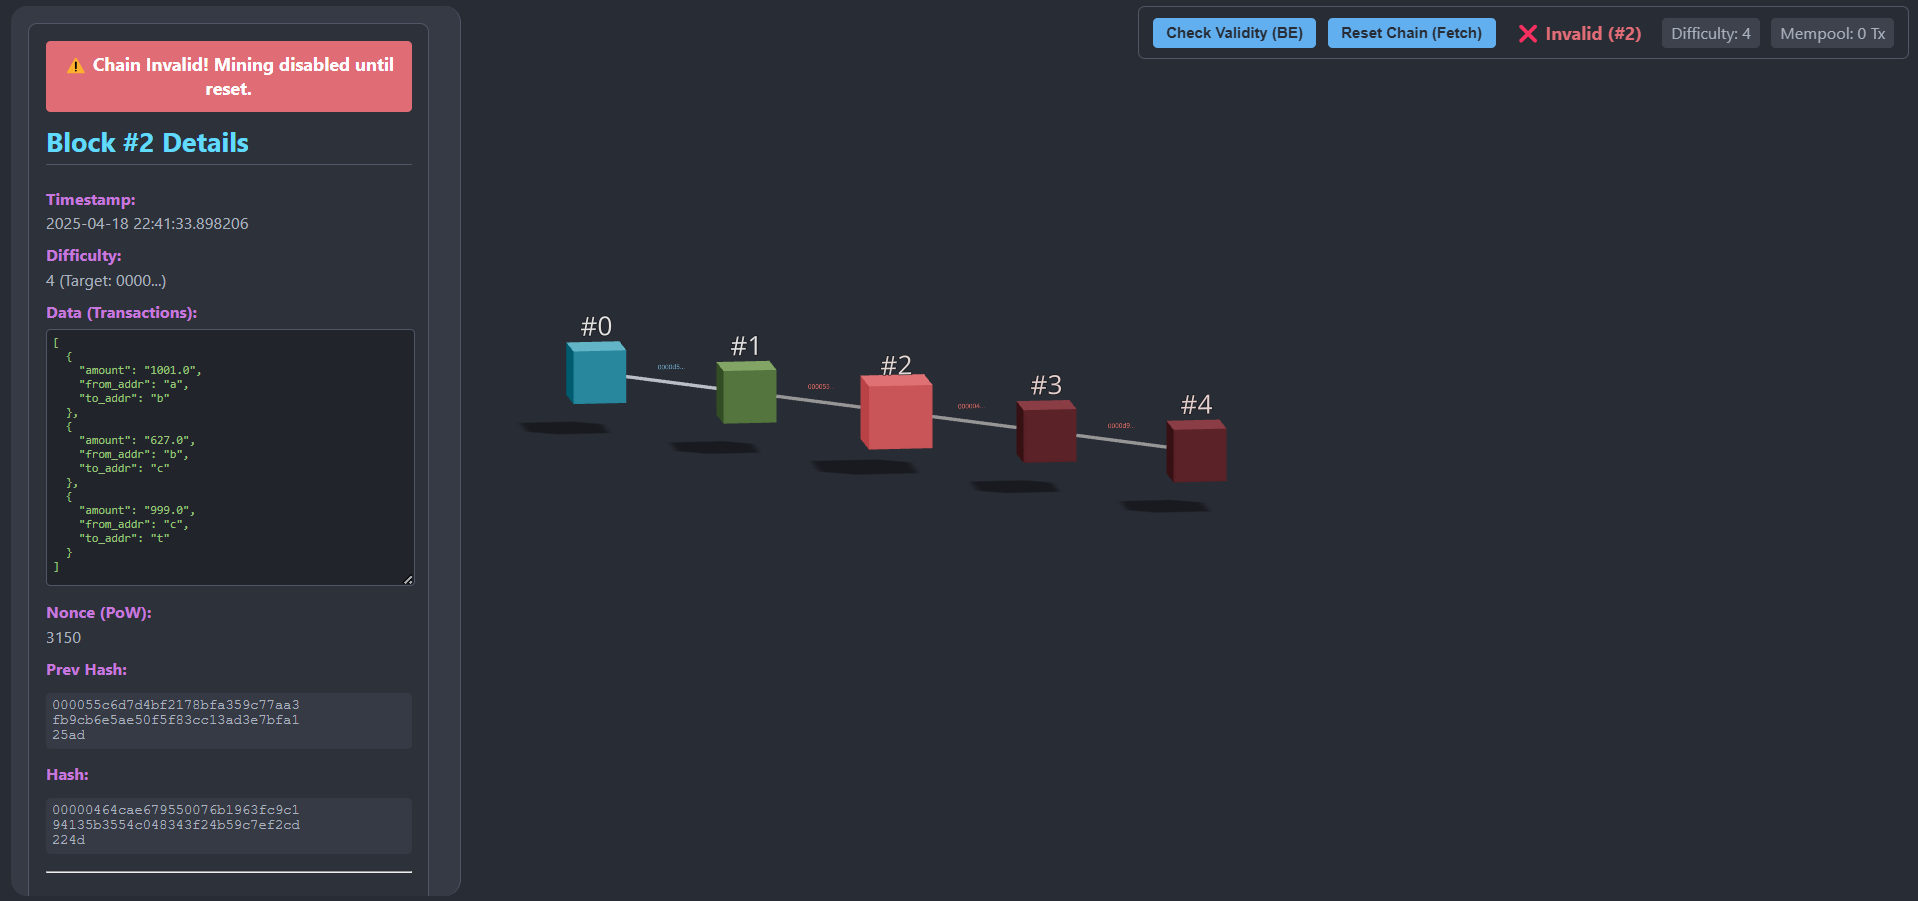 ⚠ Chain Invalid! Mining disabled until
reset.
Block #2 Details
Timestamp:
2025-04-18 22:41:33.898206
Difficulty:
4 (Target: 0000...)
Data (Transactions):
[
  {
    "amount": "1001.0",
    "from_addr": "a",
    "to_addr": "b"
  },
  {
    "amount": "627.0",
    "from_addr": "b",
    "to_addr": "c"
  },
  {
    "amount": "999.0",
    "from_addr": "c",
    "to_addr": "t"
  }
]
Nonce (PoW):
3150
Prev Hash:
000055c6d7d4bf2178bfa359c77aa3
fb9cb6e5ae50f5f83cc13ad3e7bfa1
25ad
Hash:
00000464cae679550076b1963fc9c1
94135b3554c048343f24b59c7ef2cd
224d
Check Validity (BE)
Reset Chain (Fetch)
❌ Invalid (#2)
Difficulty: 4
Mempool: 0 Tx
#0
#1
#2
#3
#4